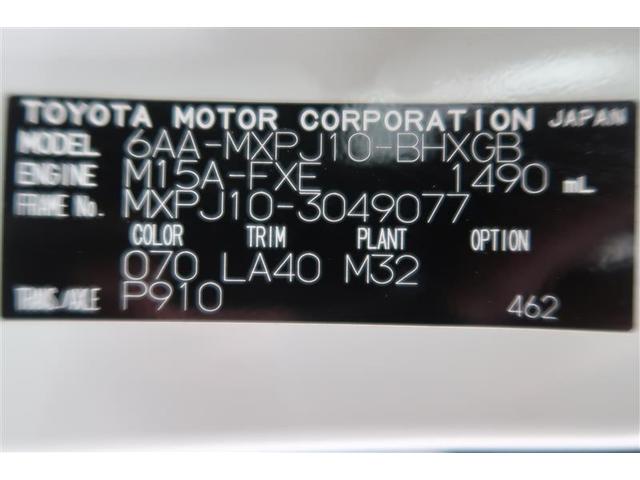 TOYOTA MOTOR CORPORATION JAPAN
MODEL 6AA-MXPJ10-BHXGB
ENGINE M15A-FXE 1490 mL
FRAME No. MXPJ10-3049077
COLOR TRIM PLANT OPTION
070 LA40 M32
TRANS/AXLE P910 462